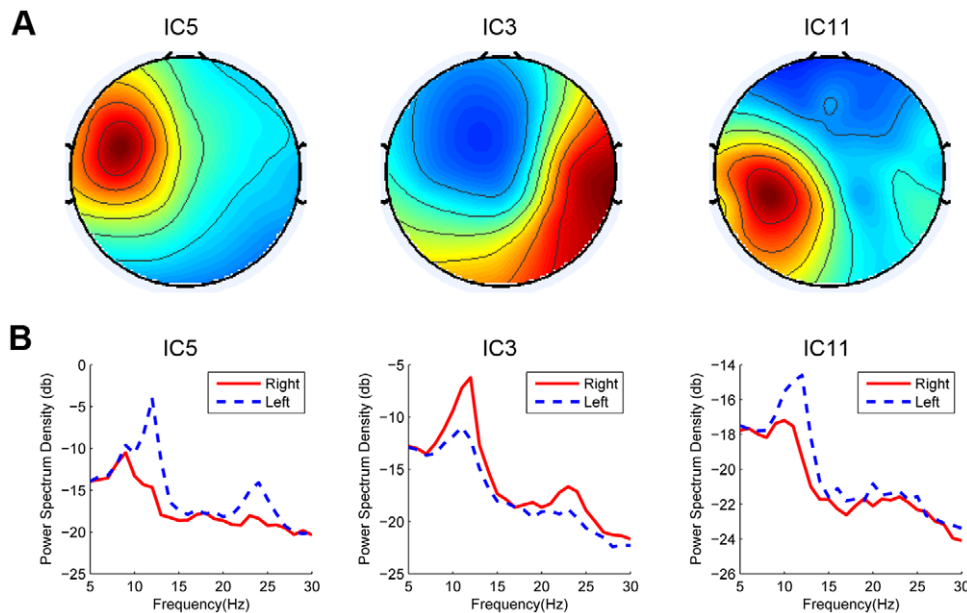 A
IC5 IC3 IC11
B
IC5 IC3 IC11
Power Spectrum Density (db)
0
−5
−10
−15
−20
−25
5 10 15 20 25 30
Frequency(Hz)
Right
Left
Power Spectrum Density (db)
−5
−10
−15
−20
−25
5 10 15 20 25 30
Frequency(Hz)
Right
Left
Power Spectrum Density (db)
−14
−16
−18
−20
−22
−24
−26
5 10 15 20 25 30
Frequency(Hz)
Right
Left